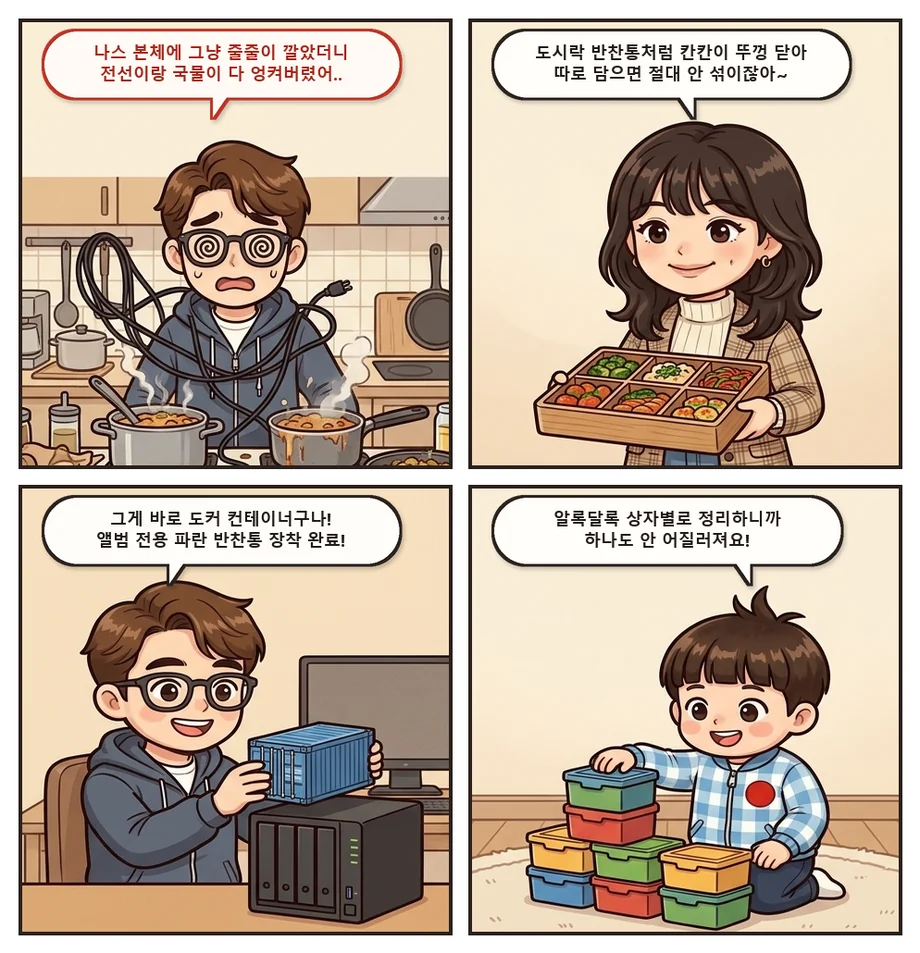 나스 본체에 그냥 줄줄이 깔았더니
전선이랑 국물이 다 엉켜버렸어..
도시락 반찬통처럼 칸칸이 뚜껑 닫아
따로 담으면 절대 안 섞이잖아~
그게 바로 도커 컨테이너구나!
앨범 전용 파란 반찬통 장착 완료!
알록달록 상자별로 정리하니까
하나도 안 어질러져요!